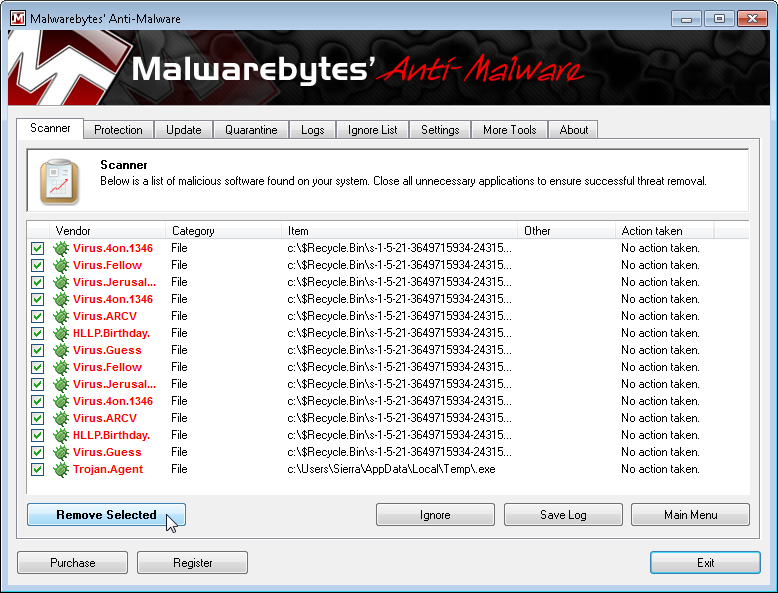 Malwarebytes' Anti-Malware
Malwarebytes' Anti-Malware
Scanner Protection Update Quarantine Logs Ignore List Settings More Tools About
Scanner
Below is a list of malicious software found on your system. Close all unnecessary applications to ensure successful threat removal.
Vendor Category Item Other Action taken
Virus.4on.1346 File c:\$Recycle.Bin\s-1-5-21-3649715934-24315... No action taken.
Virus.Fellow File c:\$Recycle.Bin\s-1-5-21-3649715934-24315... No action taken.
Virus.Jerusal... File c:\$Recycle.Bin\s-1-5-21-3649715934-24315... No action taken.
Virus.4on.1346 File c:\$Recycle.Bin\s-1-5-21-3649715934-24315... No action taken.
Virus.ARCV File c:\$Recycle.Bin\s-1-5-21-3649715934-24315... No action taken.
HLLP.Birthday. File c:\$Recycle.Bin\s-1-5-21-3649715934-24315... No action taken.
Virus.Guess File c:\$Recycle.Bin\s-1-5-21-3649715934-24315... No action taken.
Virus.Fellow File c:\$Recycle.Bin\s-1-5-21-3649715934-24315... No action taken.
Virus.Jerusal... File c:\$Recycle.Bin\s-1-5-21-3649715934-24315... No action taken.
Virus.4on.1346 File c:\$Recycle.Bin\s-1-5-21-3649715934-24315... No action taken.
Virus.ARCV File c:\$Recycle.Bin\s-1-5-21-3649715934-24315... No action taken.
HLLP.Birthday. File c:\$Recycle.Bin\s-1-5-21-3649715934-24315... No action taken.
Virus.Guess File c:\$Recycle.Bin\s-1-5-21-3649715934-24315... No action taken.
Trojan.Agent File c:\Users\Sierra\AppData\Local\Temp\.exe No action taken.
Remove Selected Ignore Save Log Main Menu
Purchase Register Exit